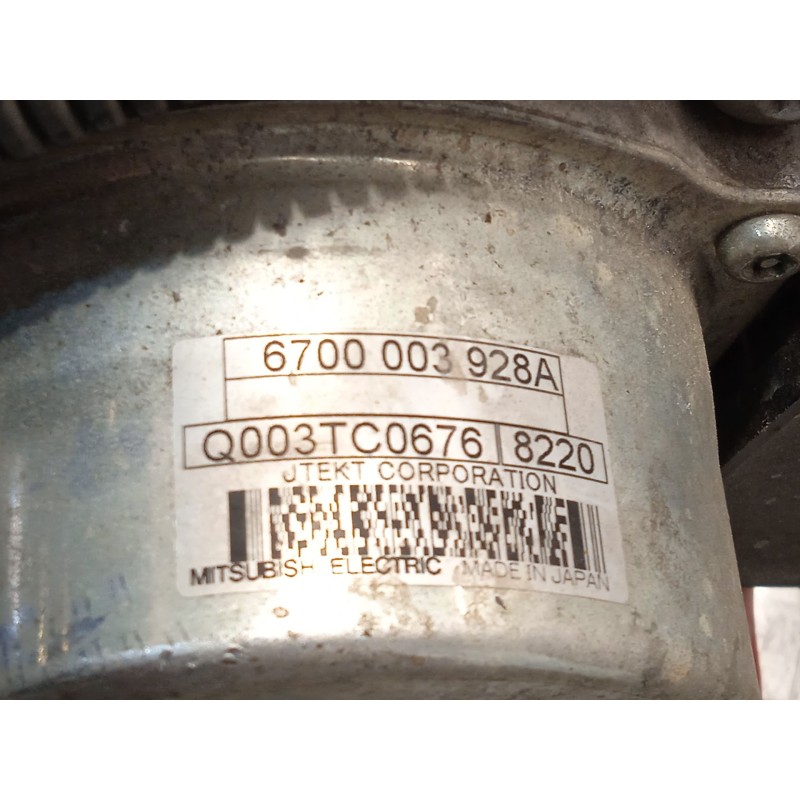 6700 003 928A
Q003TC0676 8220
JTEKT CORPORATION
MITSUBISHI ELECTRIC MADE IN JAPAN